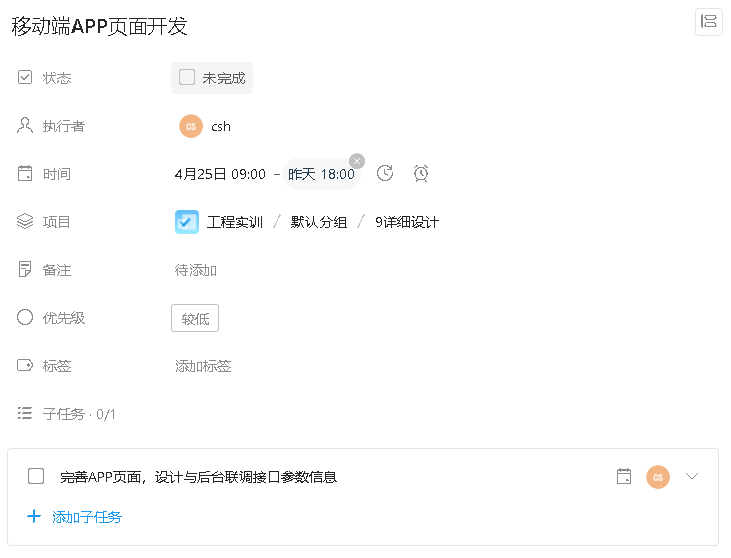 移动端APP页面开发
状态 未完成
执行者 cs csh
时间 4月25日 09:00 – 昨天 18:00
项目 工程实训 / 默认分组 / 9详细设计
备注 待添加
优先级 较低
标签 添加标签
子任务 · 0/1
完善APP页面，设计与后台联调接口参数信息 cs
+ 添加子任务